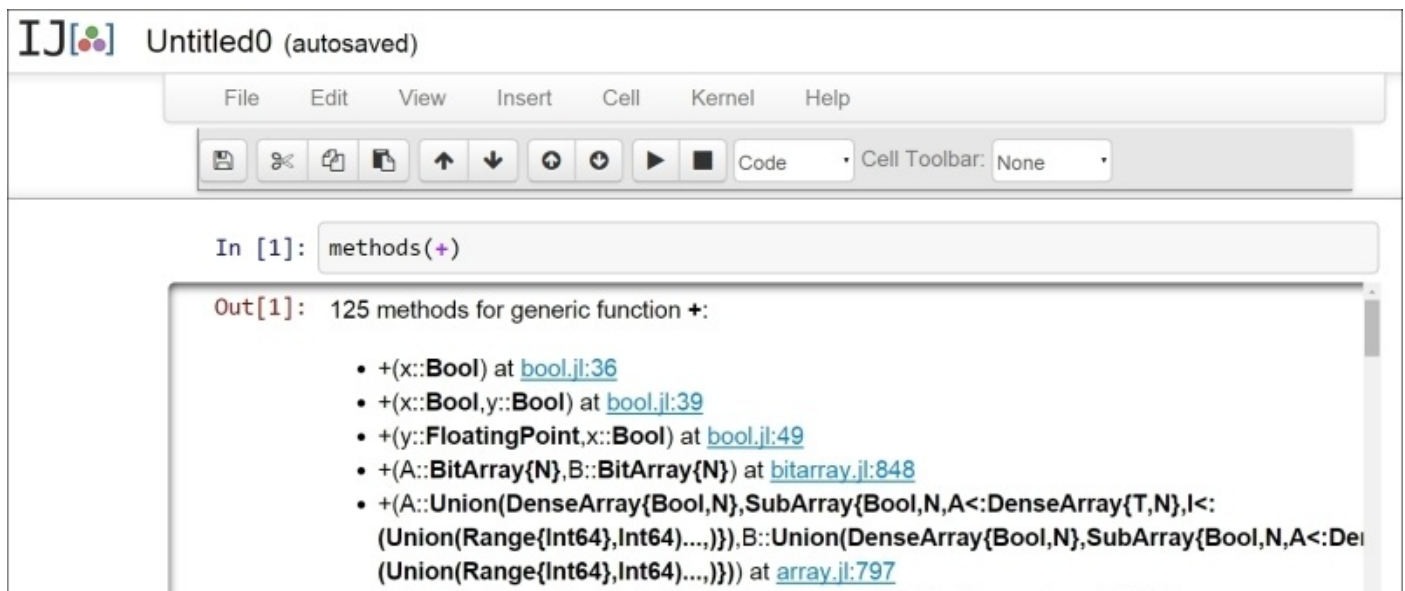 IJ[] Untitled0 (autosaved)
File Edit View Insert Cell Kernel Help
Code Cell Toolbar: None
In [1]: methods(+)
Out[1]: 125 methods for generic function +:
• +(x::Bool) at bool.jl:36
• +(x::Bool,y::Bool) at bool.jl:39
• +(y::FloatingPoint,x::Bool) at bool.jl:49
• +(A::BitArray{N},B::BitArray{N}) at bitarray.jl:848
• +(A::Union(DenseArray{Bool,N},SubArray{Bool,N,A<:DenseArray{T,N},I<:
(Union(Range{Int64},Int64)...,)}),B::Union(DenseArray{Bool,N},SubArray{Bool,N,A<:De
(Union(Range{Int64},Int64)...,)})) at array.jl:797